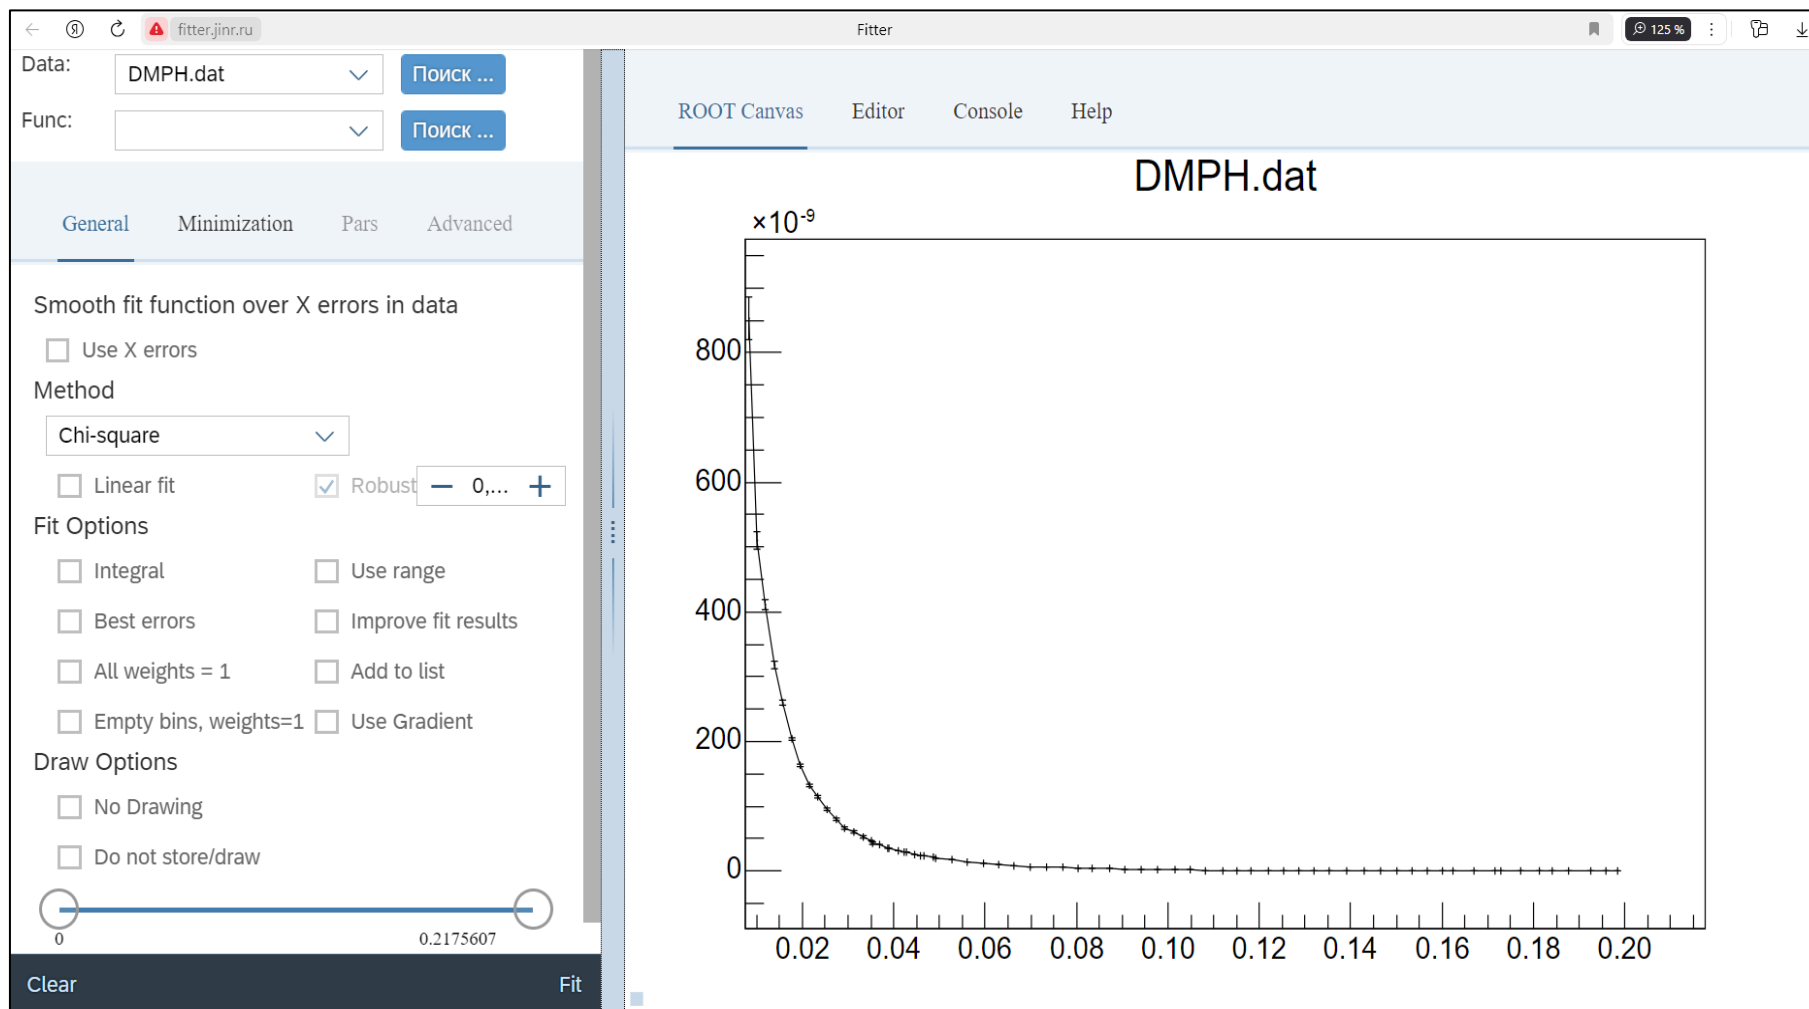 Я fitter.jinr.ru Fitter 125 %
Data: DMPH.dat Поиск ...
Func: Поиск ...
ROOT Canvas Editor Console Help
General Minimization Pars Advanced
Smooth fit function over X errors in data
Use X errors
Method
Chi-square
Linear fit Robust 0,...
Fit Options
Integral Use range
Best errors Improve fit results
All weights = 1 Add to list
Empty bins, weights=1 Use Gradient
Draw Options
No Drawing
Do not store/draw
0 0.2175607
Clear Fit
DMPH.dat
×10⁻⁹
800
600
400
200
0
0.02 0.04 0.06 0.08 0.10 0.12 0.14 0.16 0.18 0.20